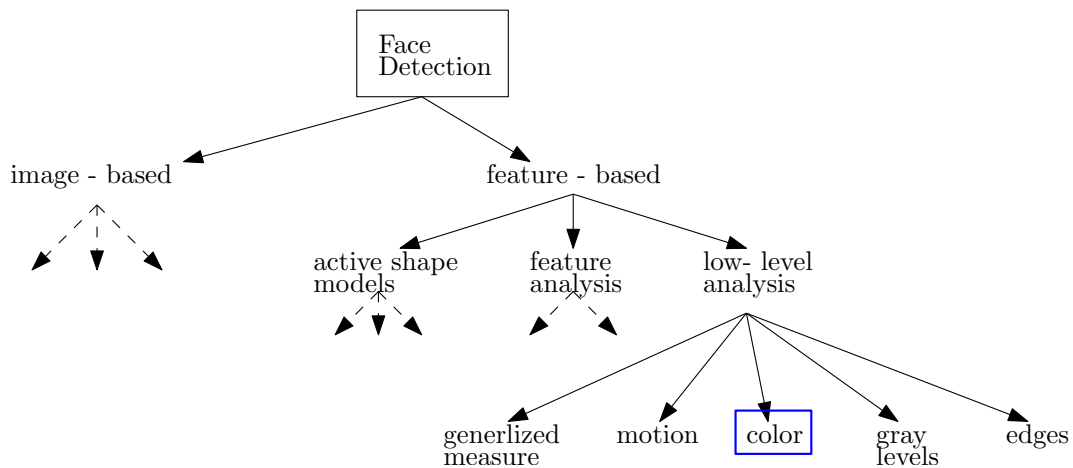 Face
Detection
image - based
feature - based
active shape
models
feature
analysis
low- level
analysis
generlized
measure
motion
color
gray
levels
edges